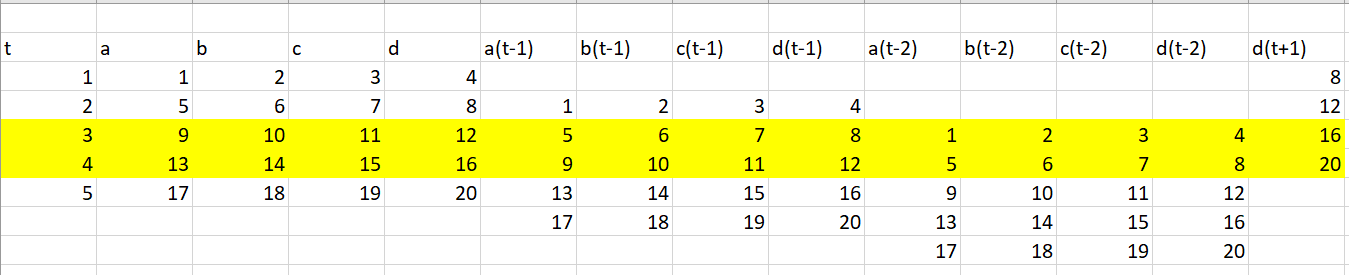 t a b c d a(t-1) b(t-1) c(t-1) d(t-1) a(t-2) b(t-2) c(t-2) d(t-2) d(t+1)
1 1 2 3 4 8
2 5 6 7 8 1 2 3 4 12
3 9 10 11 12 5 6 7 8 1 2 3 4 16
4 13 14 15 16 9 10 11 12 5 6 7 8 20
5 17 18 19 20 13 14 15 16 9 10 11 12
17 18 19 20 13 14 15 16
17 18 19 20